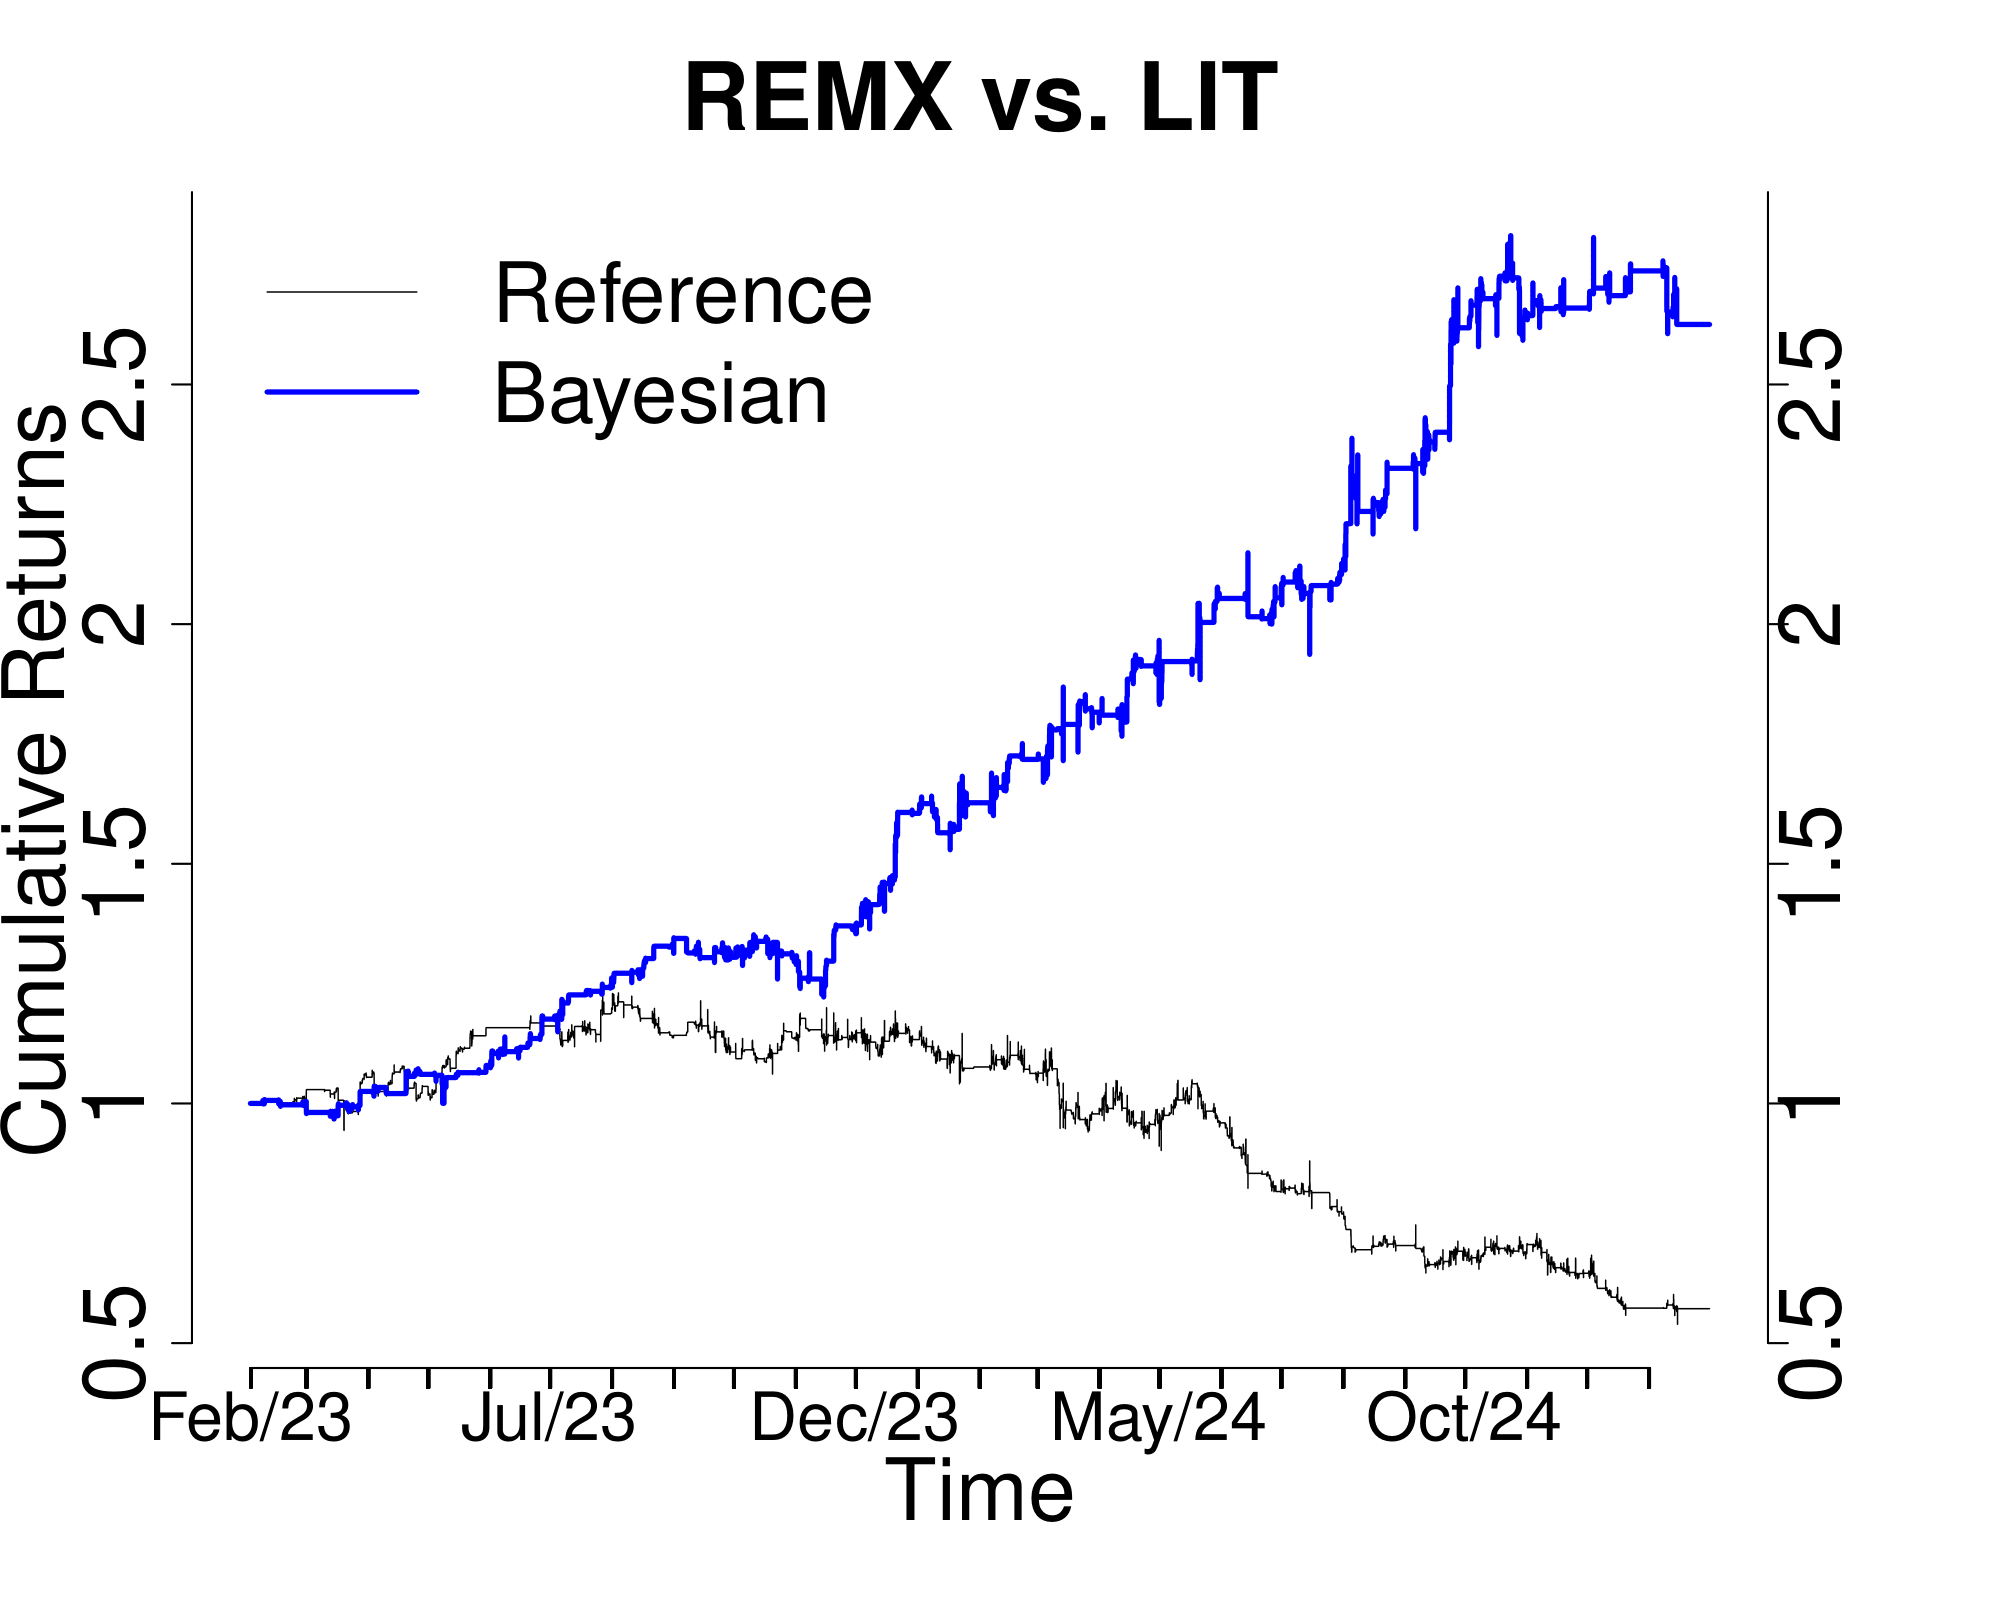 REMX vs. LIT
Reference
Bayesian
Cumulative Returns
0.5
1
1.5
2
2.5
0.5
1
1.5
2
2.5
Feb/23 Jul/23 Dec/23 May/24 Oct/24
Time